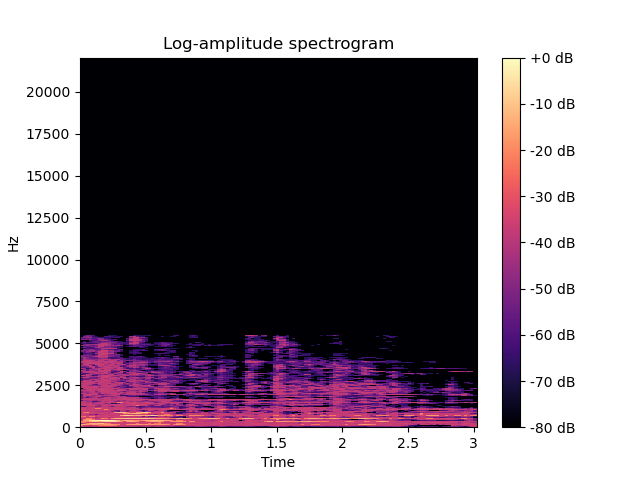 Log-amplitude spectrogram
+0 dB
20000
-10 dB
17500
-20 dB
15000
-30 dB
12500
-40 dB
Hz
10000
-50 dB
7500
-60 dB
5000
-70 dB
2500
0
-80 dB
0 0.5 1 1.5 2 2.5 3
Time